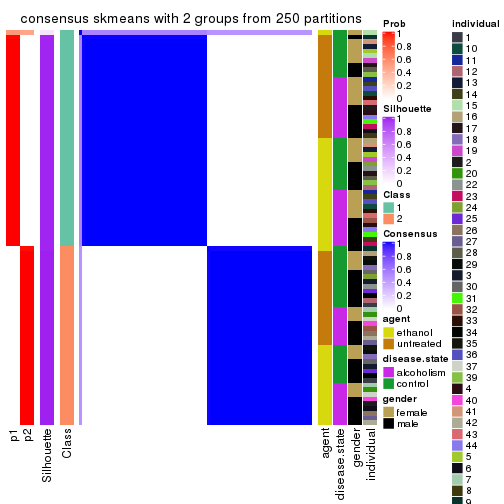 consensus skmeans with 2 groups from 250 partitions
p1
p2
Silhouette
Class
agent
disease.state
gender
individual
Prob
1
0.8
0.6
0.4
0.2
0
Silhouette
1
0.8
0.6
0.4
0.2
0
Class
1
2
Consensus
1
0.8
0.6
0.4
0.2
0
agent
ethanol
untreated
disease.state
alcoholism
control
gender
female
male
individual
1
10
11
12
13
14
15
16
17
18
19
2
20
22
23
24
25
26
27
28
29
3
30
31
32
33
34
35
36
37
39
4
40
41
42
43
44
5
6
7
8
9